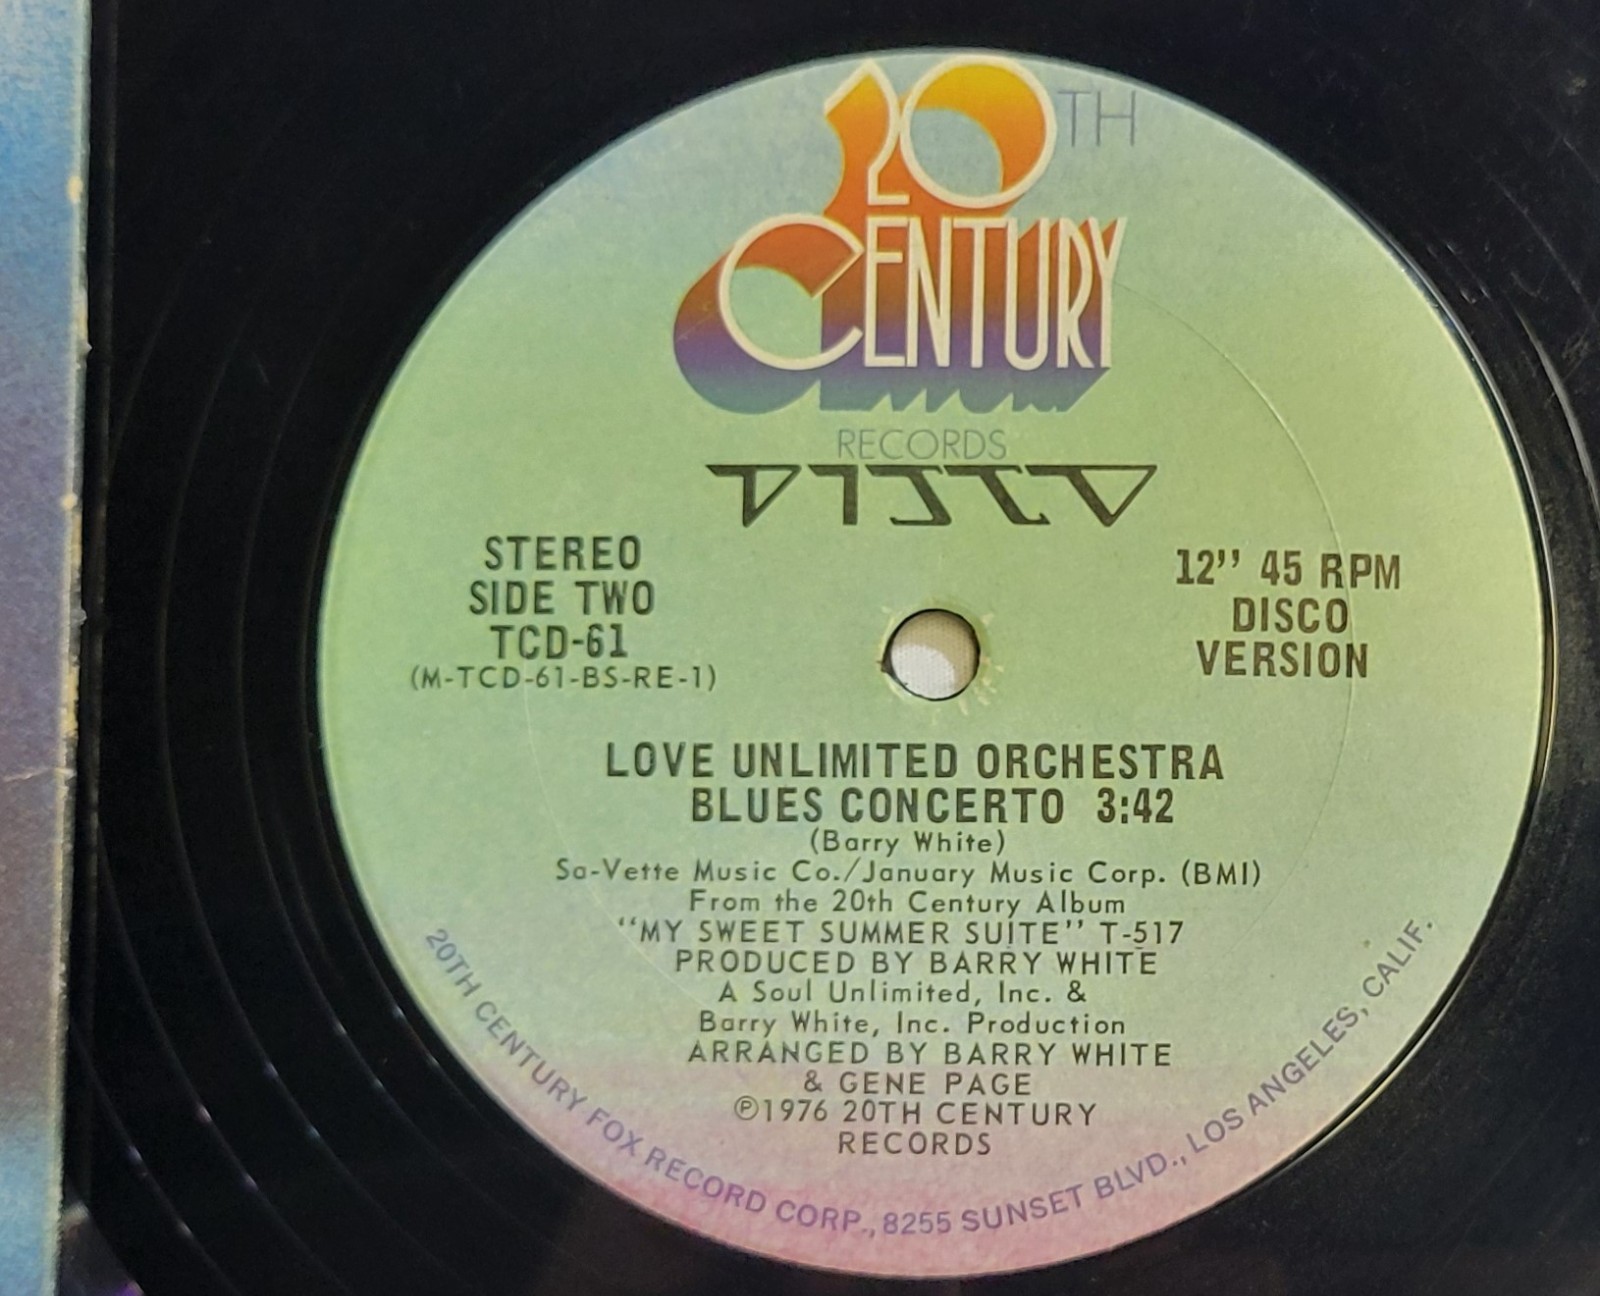 20TH
CENTURY
RECORDS
DISCO
STEREO
SIDE TWO
TCD-61
(M-TCD-61-BS-RE-1)
12" 45 RPM
DISCO
VERSION
LOVE UNLIMITED ORCHESTRA
BLUES CONCERTO 3:42
(Barry White)
Sa-Vette Music Co./January Music Corp. (BMI)
From the 20th Century Album
"MY SWEET SUMMER SUITE" T-517
PRODUCED BY BARRY WHITE
A Soul Unlimited, Inc. &
Barry White, Inc. Production
ARRANGED BY BARRY WHITE
& GENE PAGE
℗1976 20TH CENTURY
RECORDS
20TH CENTURY FOX RECORD CORP., 8255 SUNSET BLVD., LOS ANGELES, CALIF.